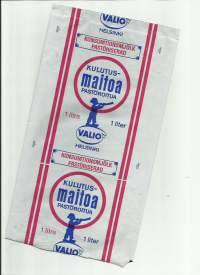 VALIO
HELSINKI
KONSUMTIONSMJÖLK
PASTÖRISERAD
KULUTUS-
maitoa
PASTÖROITUA
1 litra 1 liter
VALIO
HELSINKI
KONSUMTIONSMJÖLK
PASTÖRISERAD
KULUTUS-
maitoa
PASTÖROITUA
1 litra 1 liter
VALIO
HELSINKI